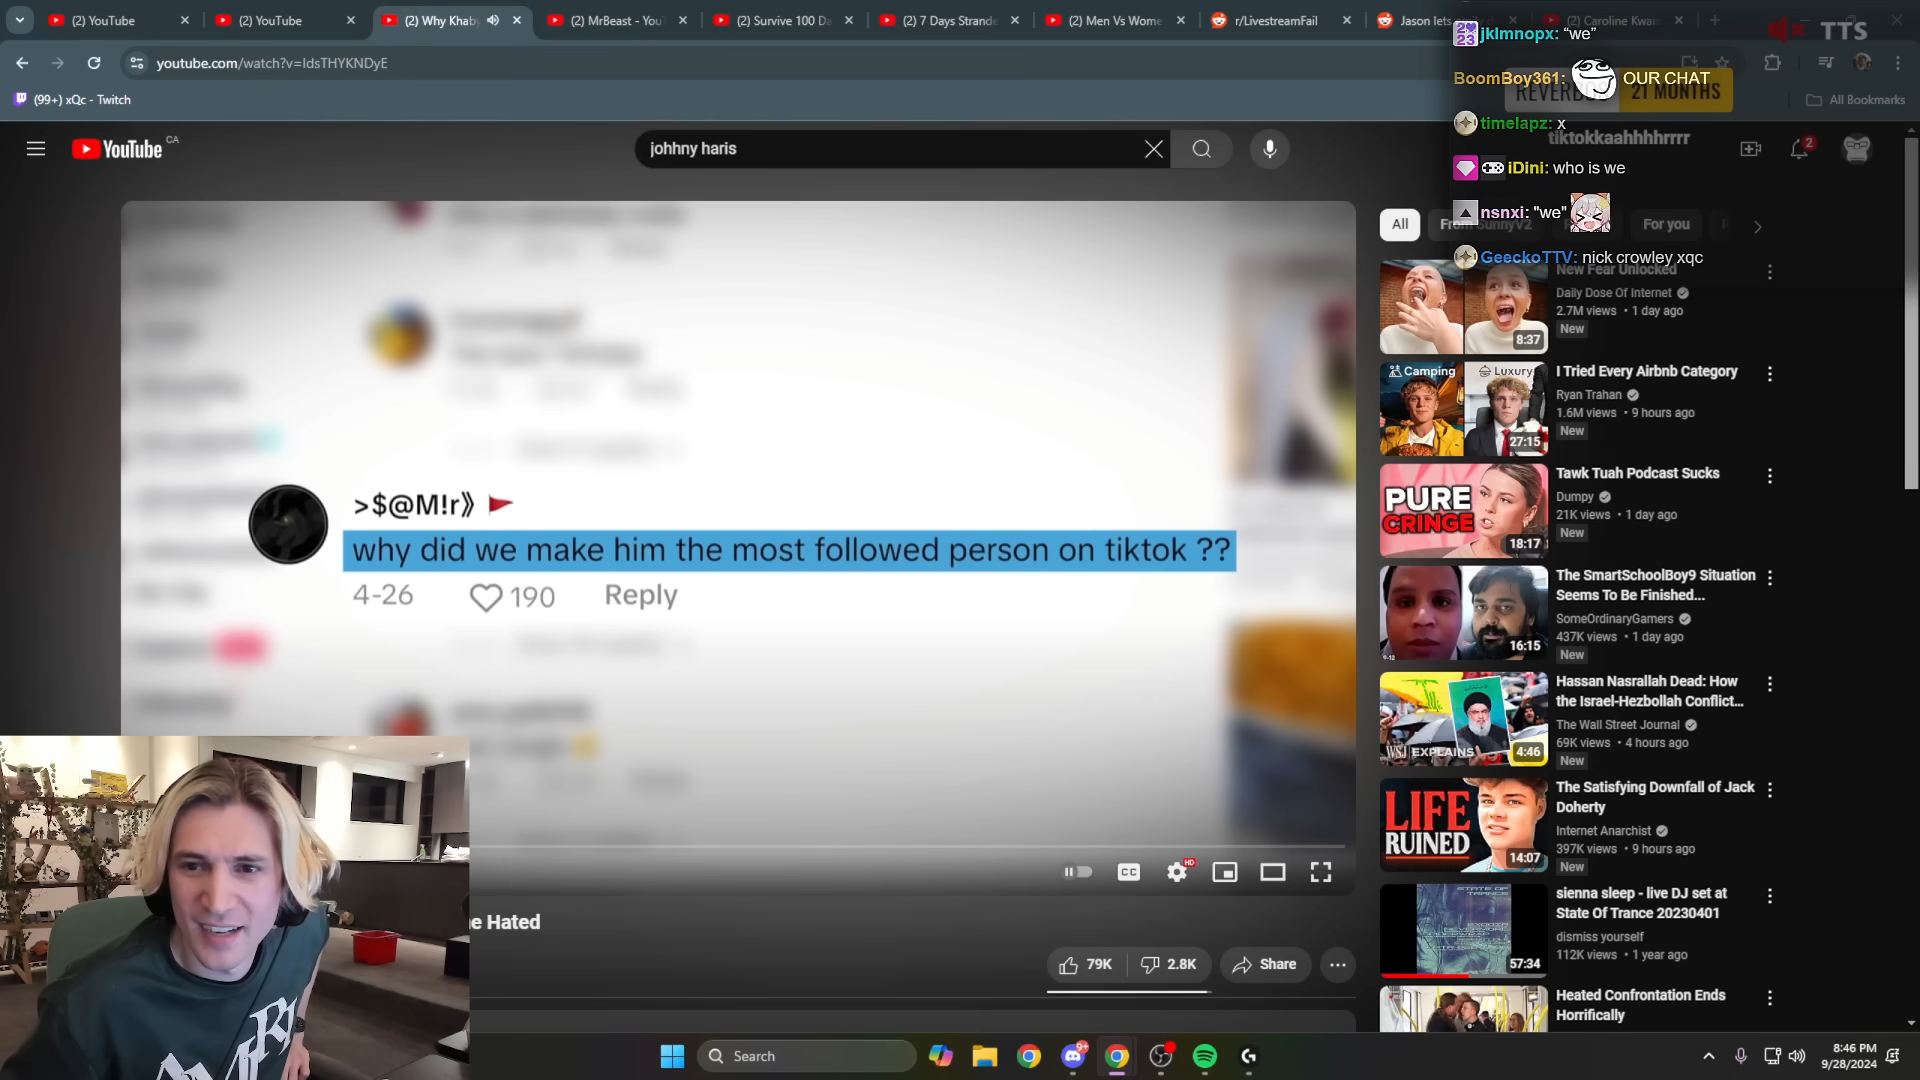 (2) YouTube
(2) YouTube
(2) Why Khab
(2) MrBeast - You
(2) Survive 100 Da
(2) 7 Days Strande
(2) Men Vs Wome
r/LivestreamFail
Jason lets
(2) Caroline Kwan
TTS
youtube.com/watch?v=IdsTHYKNDyE
(99+) xQc - Twitch
All Bookmarks
jklmnopx: “we”
BoomBoy361: OUR CHAT
21 MONTHS
timelapz: x
tiktokkaahhhhrrrr
iDini: who is we
nsnxi: "we"
GeeckoTTV: nick crowley xqc
YouTube CA
johhny haris
2
All
From SunnyV2
For you
>$@M!r》
why did we make him the most followed person on tiktok ??
4-26
190
Reply
CC
HD
e Hated
79K
2.8K
Share
New Fear Unlocked
Daily Dose Of Internet
2.7M views • 1 day ago
New
8:37
Camping
Luxury
27:15
I Tried Every Airbnb Category
Ryan Trahan
1.6M views • 9 hours ago
New
PURE
CRINGE
18:17
Tawk Tuah Podcast Sucks
Dumpy
21K views • 1 day ago
New
16:15
The SmartSchoolBoy9 Situation
Seems To Be Finished...
SomeOrdinaryGamers
437K views • 1 day ago
New
WSJ EXPLAINS
4:46
Hassan Nasrallah Dead: How
the Israel-Hezbollah Conflict...
The Wall Street Journal
69K views • 4 hours ago
New
LIFE
RUINED
14:07
The Satisfying Downfall of Jack
Doherty
Internet Anarchist
397K views • 9 hours ago
New
STATE OF
TRANCE
57:34
sienna sleep - live DJ set at
State Of Trance 20230401
dismiss yourself
112K views • 1 year ago
Heated Confrontation Ends
Horrifically
Search
9+
8:46 PM
9/28/2024